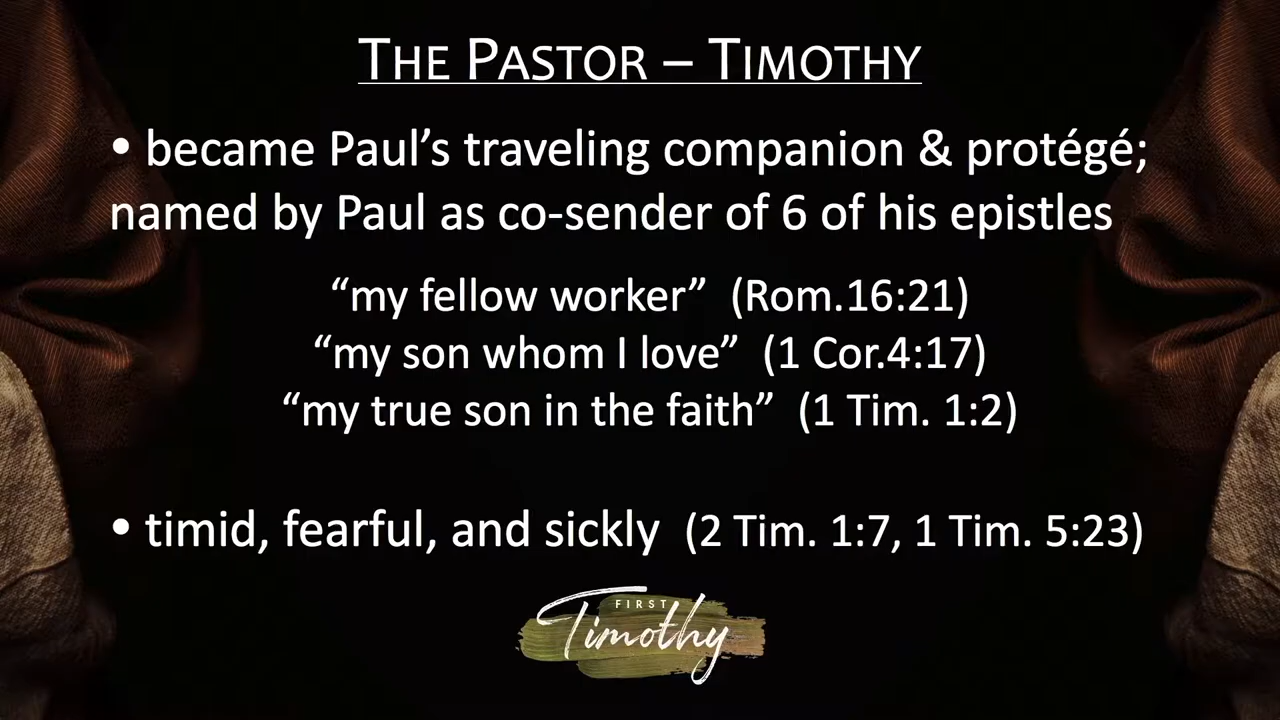 THE PASTOR – TIMOTHY
• became Paul’s traveling companion & protégé;
named by Paul as co-sender of 6 of his epistles
“my fellow worker” (Rom.16:21)
“my son whom I love” (1 Cor.4:17)
“my true son in the faith” (1 Tim. 1:2)
• timid, fearful, and sickly (2 Tim. 1:7, 1 Tim. 5:23)
FIRST
Timothy